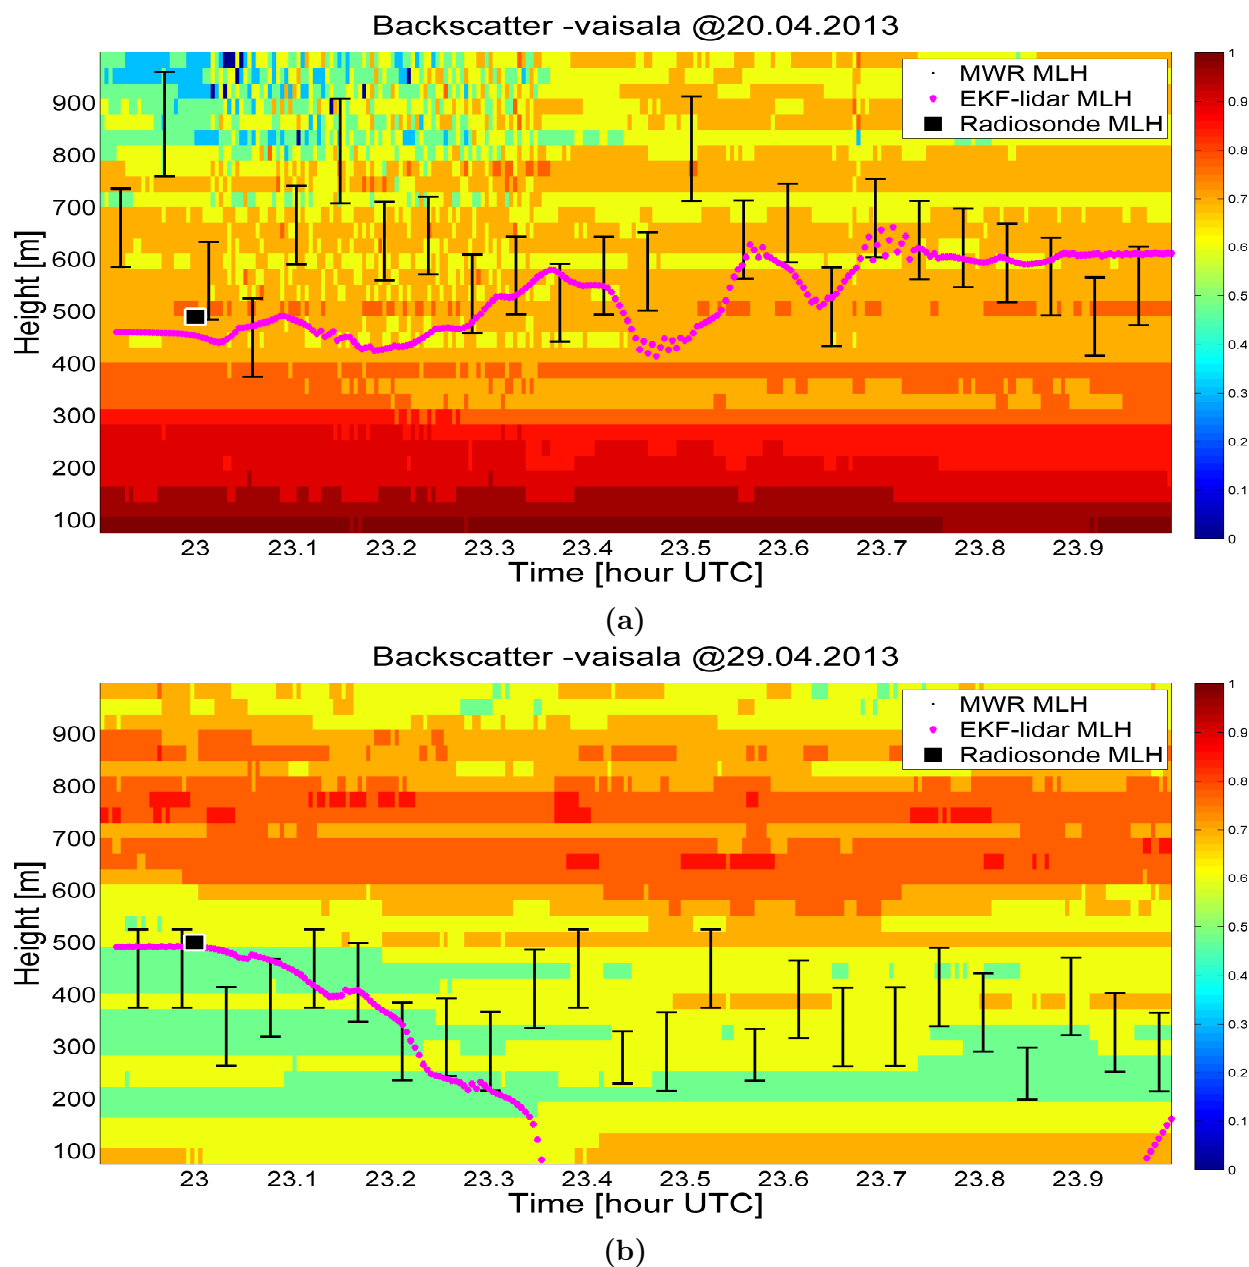 Backscatter -vaisala @20.04.2013
MWR MLH
EKF-lidar MLH
Radiosonde MLH
Height [m]
900
800
700
600
500
400
300
200
100
23 23.1 23.2 23.3 23.4 23.5 23.6 23.7 23.8 23.9
Time [hour UTC]
1
0.9
0.8
0.7
0.6
0.5
0.4
0.3
0.2
0.1
0
(a)
Backscatter -vaisala @29.04.2013
MWR MLH
EKF-lidar MLH
Radiosonde MLH
Height [m]
900
800
700
600
500
400
300
200
100
23 23.1 23.2 23.3 23.4 23.5 23.6 23.7 23.8 23.9
Time [hour UTC]
1
0.9
0.8
0.7
0.6
0.5
0.4
0.3
0.2
0.1
0
(b)